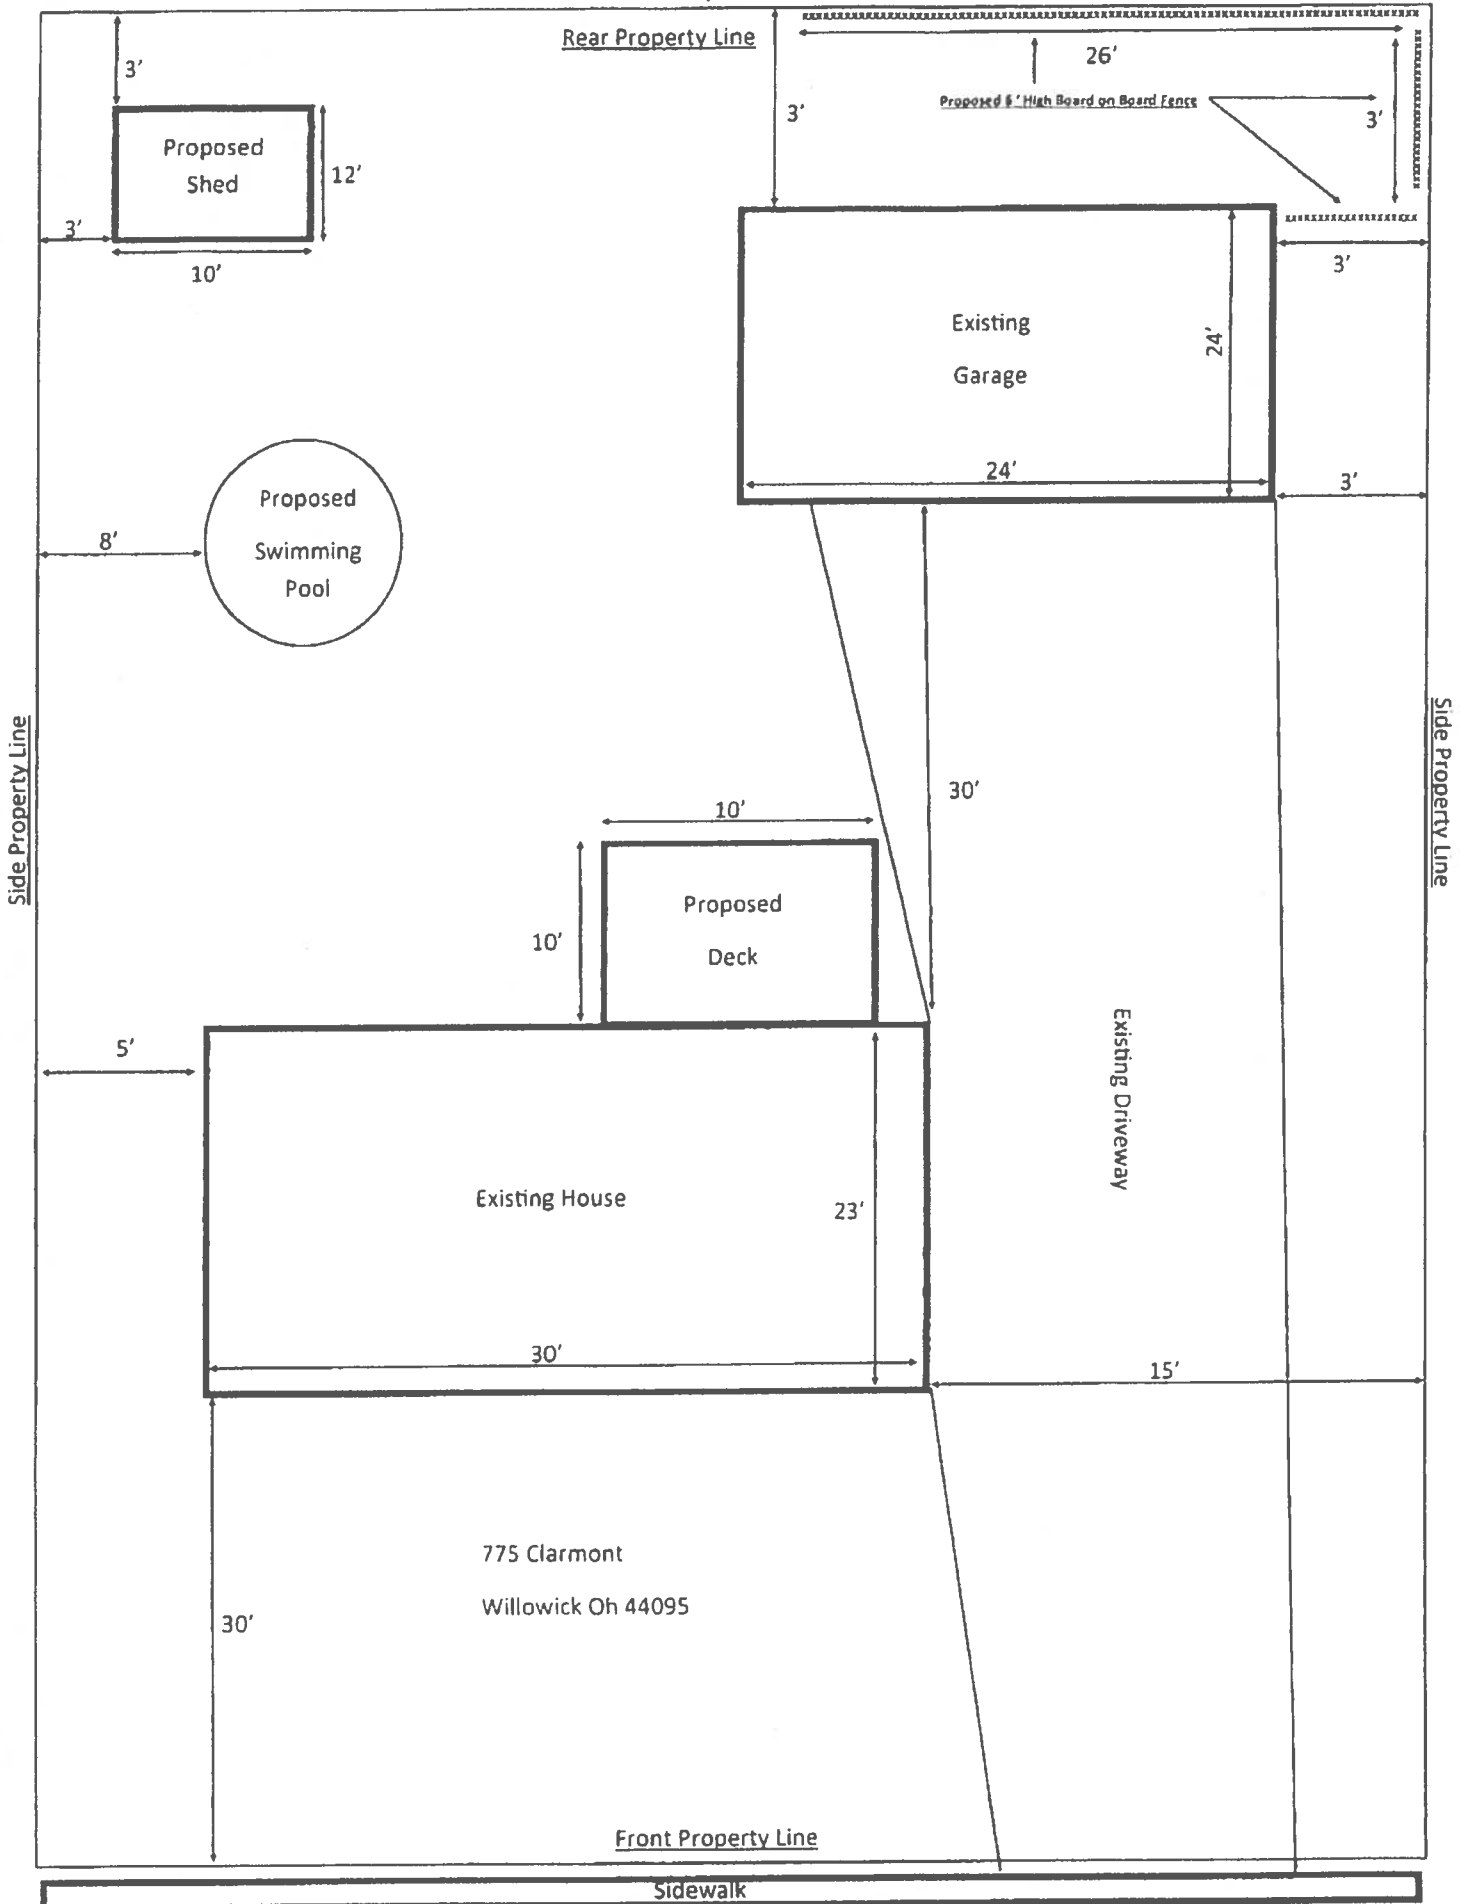 Rear Property Line
26'
3'
Proposed 6' High Board on Board Fence
3'
3'
Proposed
Shed
12'
3'
10'
3'
Existing
Garage
24'
24'
3'
Proposed
Swimming
Pool
8'
Side Property Line
Side Property Line
30'
10'
Proposed
Deck
10'
Existing Driveway
5'
Existing House
23'
30'
15'
775 Clarmont
Willowick Oh 44095
30'
Front Property Line
Sidewalk